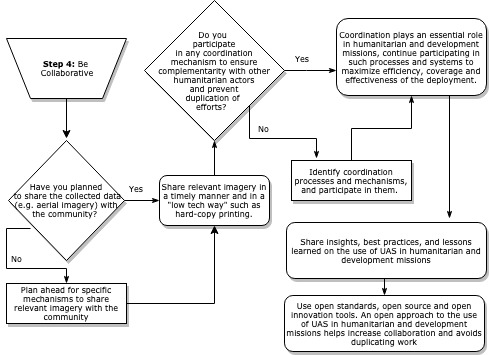 Step 4: Be
Collaborative
Have you planned
to share the collected data
(e.g. aerial imagery) with
the community?
Yes
No
Plan ahead for specific
mechanisms to share
relevant imagery with the
community
Share relevant imagery in
a timely manner and in a
"low tech way" such as
hard-copy printing.
Do you
participate
in any coordination
mechanism to ensure
complementarity with other
humanitarian actors
and prevent
duplication of
efforts?
Yes
No
Identify coordination
processes and mechanisms,
and participate in them.
Coordination plays an essential role
in humanitarian and development
missions, continue participating in
such processes and systems to
maximize efficiency, coverage and
effectiveness of the deployment.
Share insights, best practices, and lessons
learned on the use of UAS in humanitarian and
development missions
Use open standards, open source and open
innovation tools. An open approach to the use
of UAS in humanitarian and development
missions helps increase collaboration and avoids
duplicating work